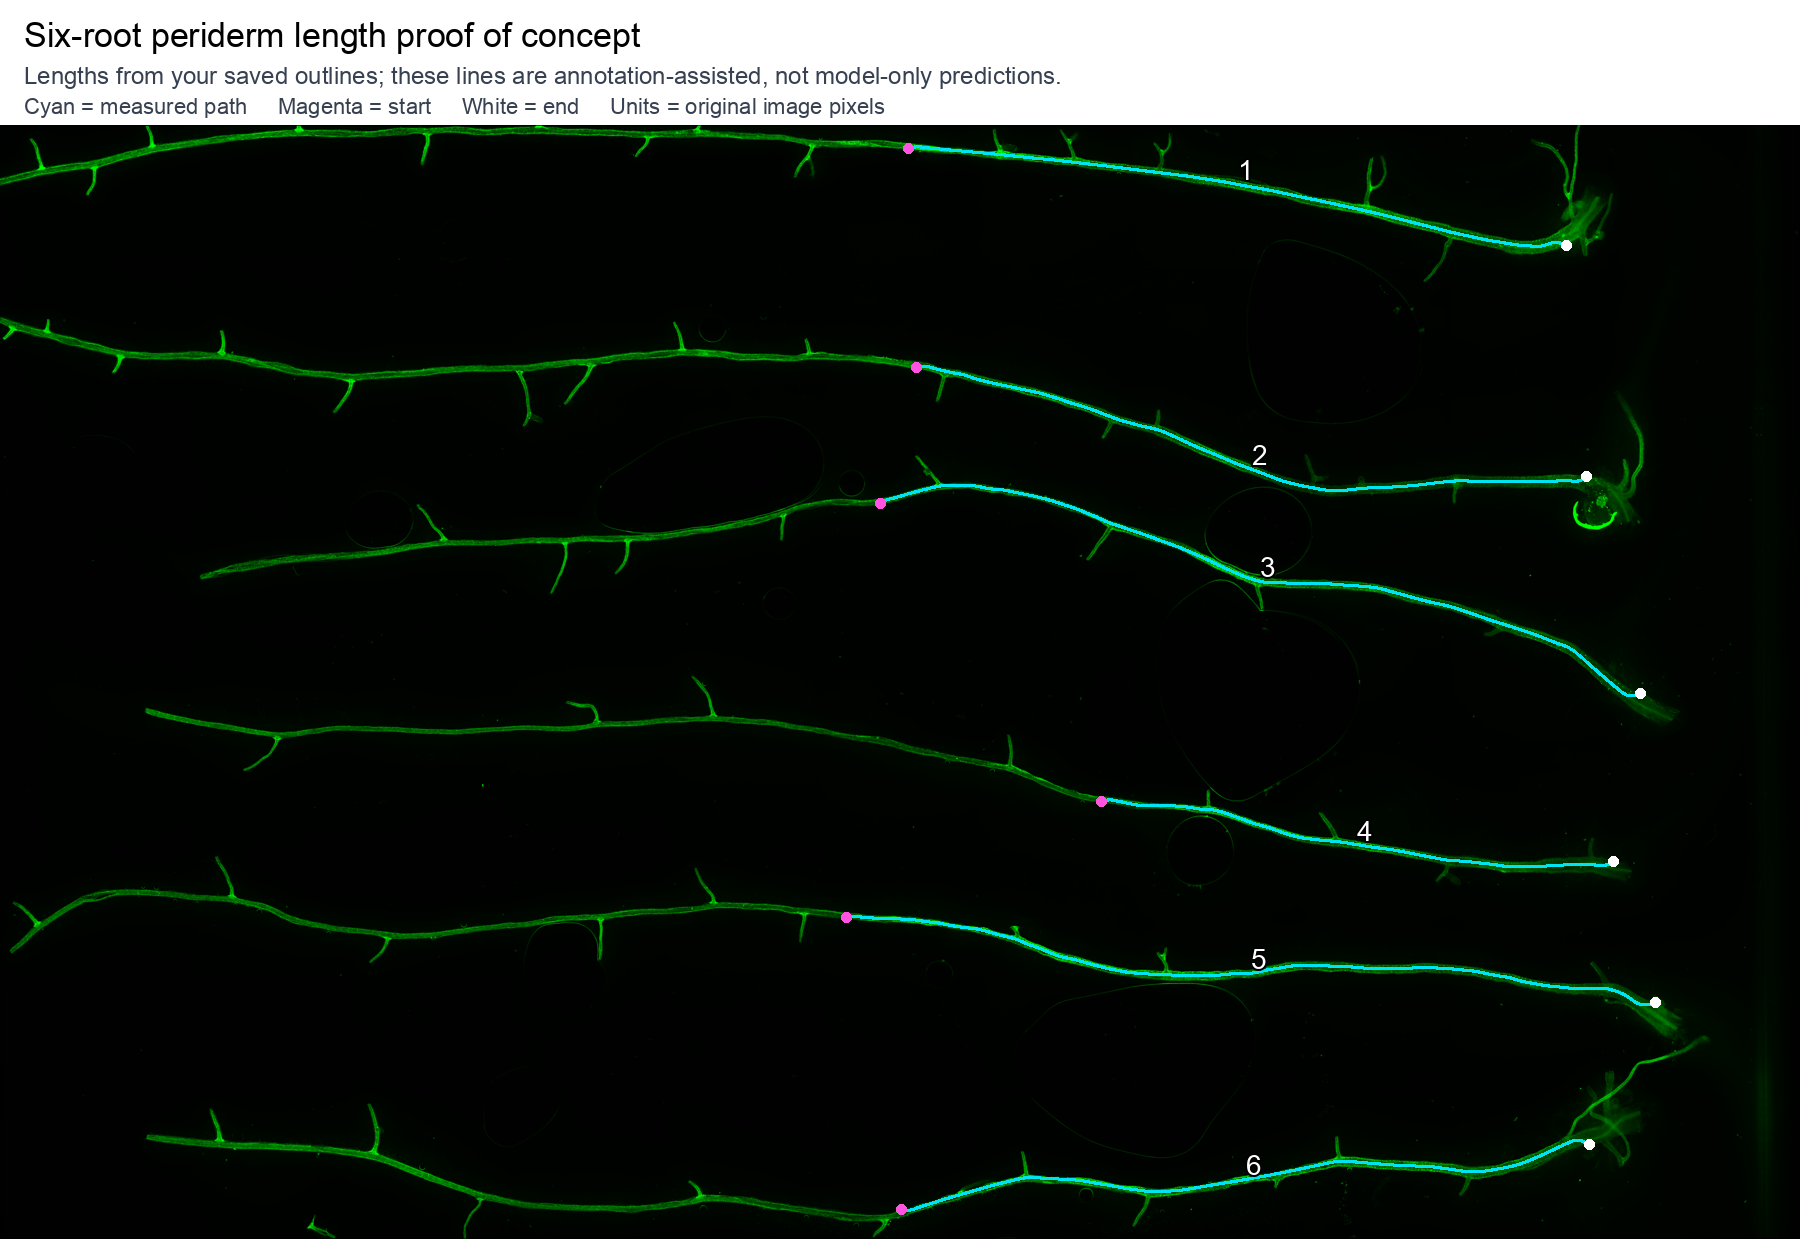 Six-root periderm length proof of concept
Lengths from your saved outlines; these lines are annotation-assisted, not model-only predictions.
Cyan = measured path Magenta = start White = end Units = original image pixels
1
2
3
4
5
6